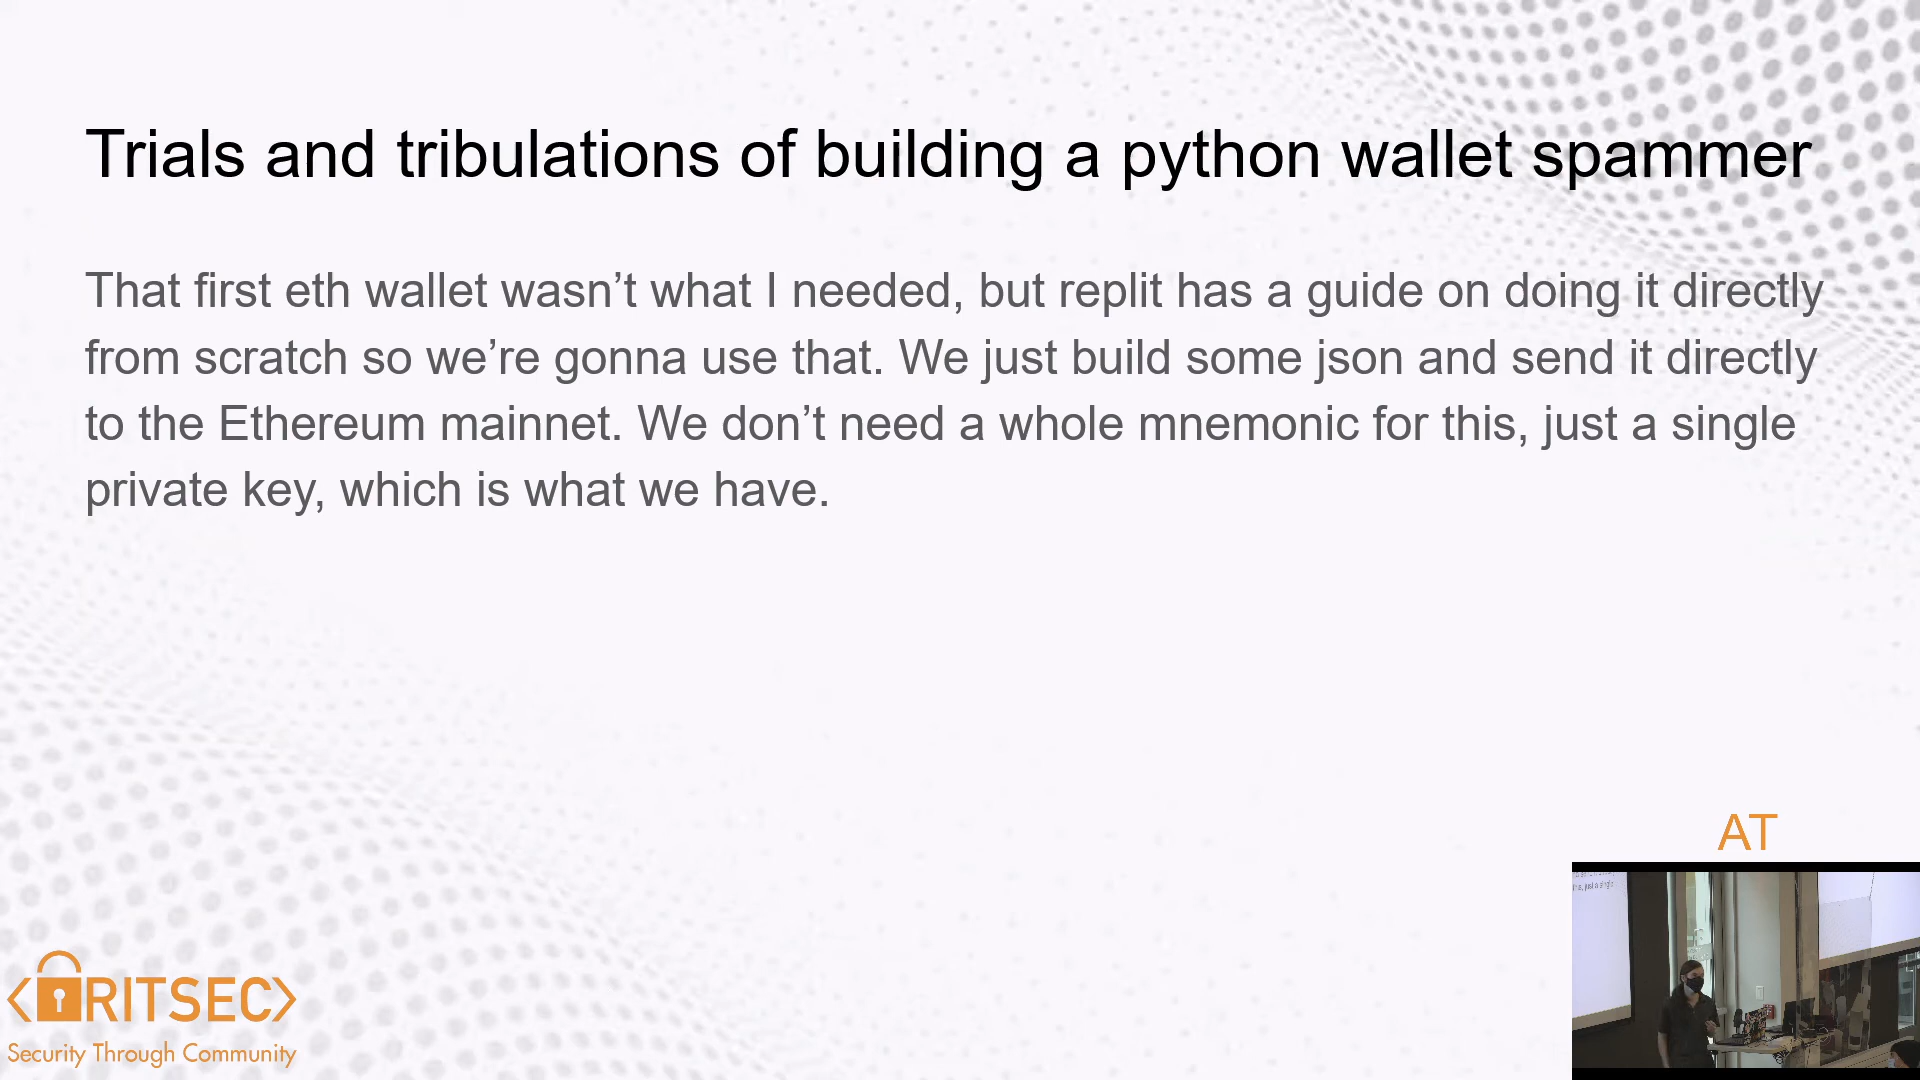 Trials and tribulations of building a python wallet spammer
That first eth wallet wasn’t what I needed, but replit has a guide on doing it directly
from scratch so we’re gonna use that. We just build some json and send it directly
to the Ethereum mainnet. We don’t need a whole mnemonic for this, just a single
private key, which is what we have.
AT
<RITSEC>
Security Through Community